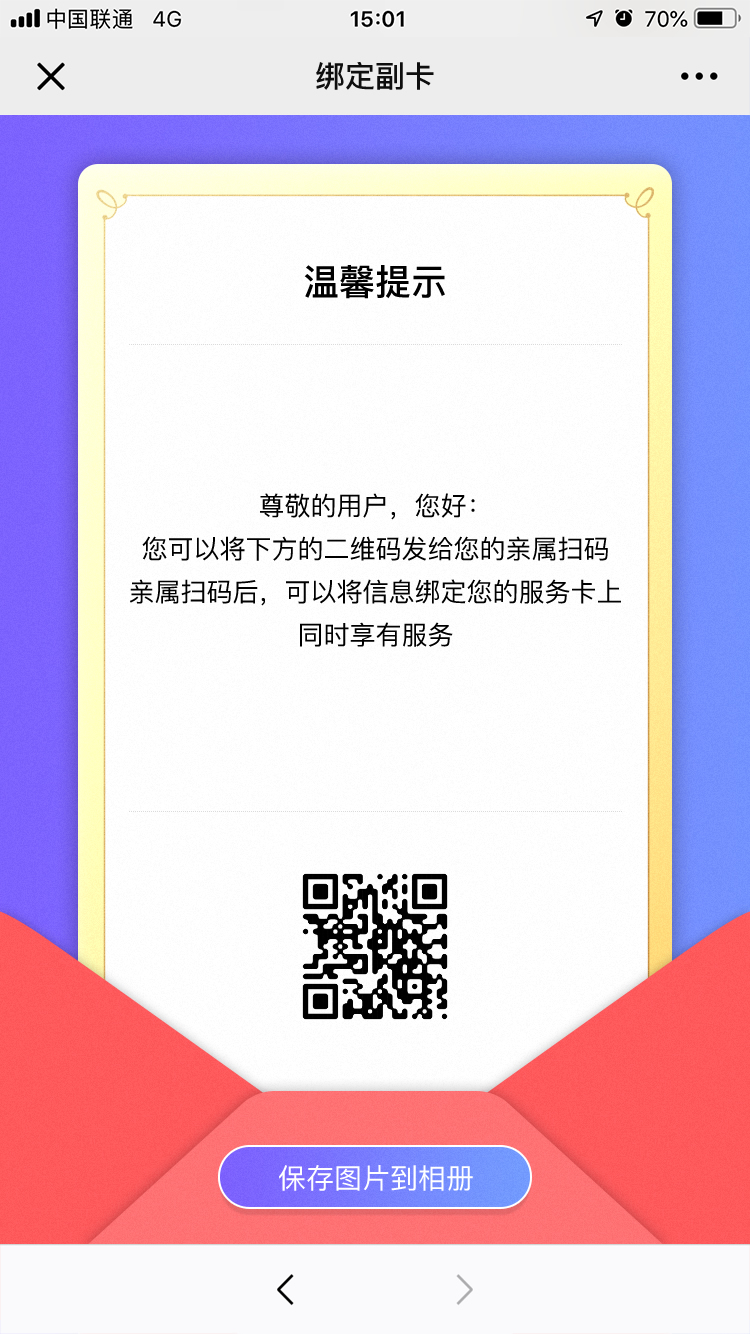 中国联通 4G 15:01 70%
绑定副卡
温馨提示
尊敬的用户，您好：
您可以将下方的二维码发给您的亲属扫码
亲属扫码后，可以将信息绑定您的服务卡上
同时享有服务
保存图片到相册